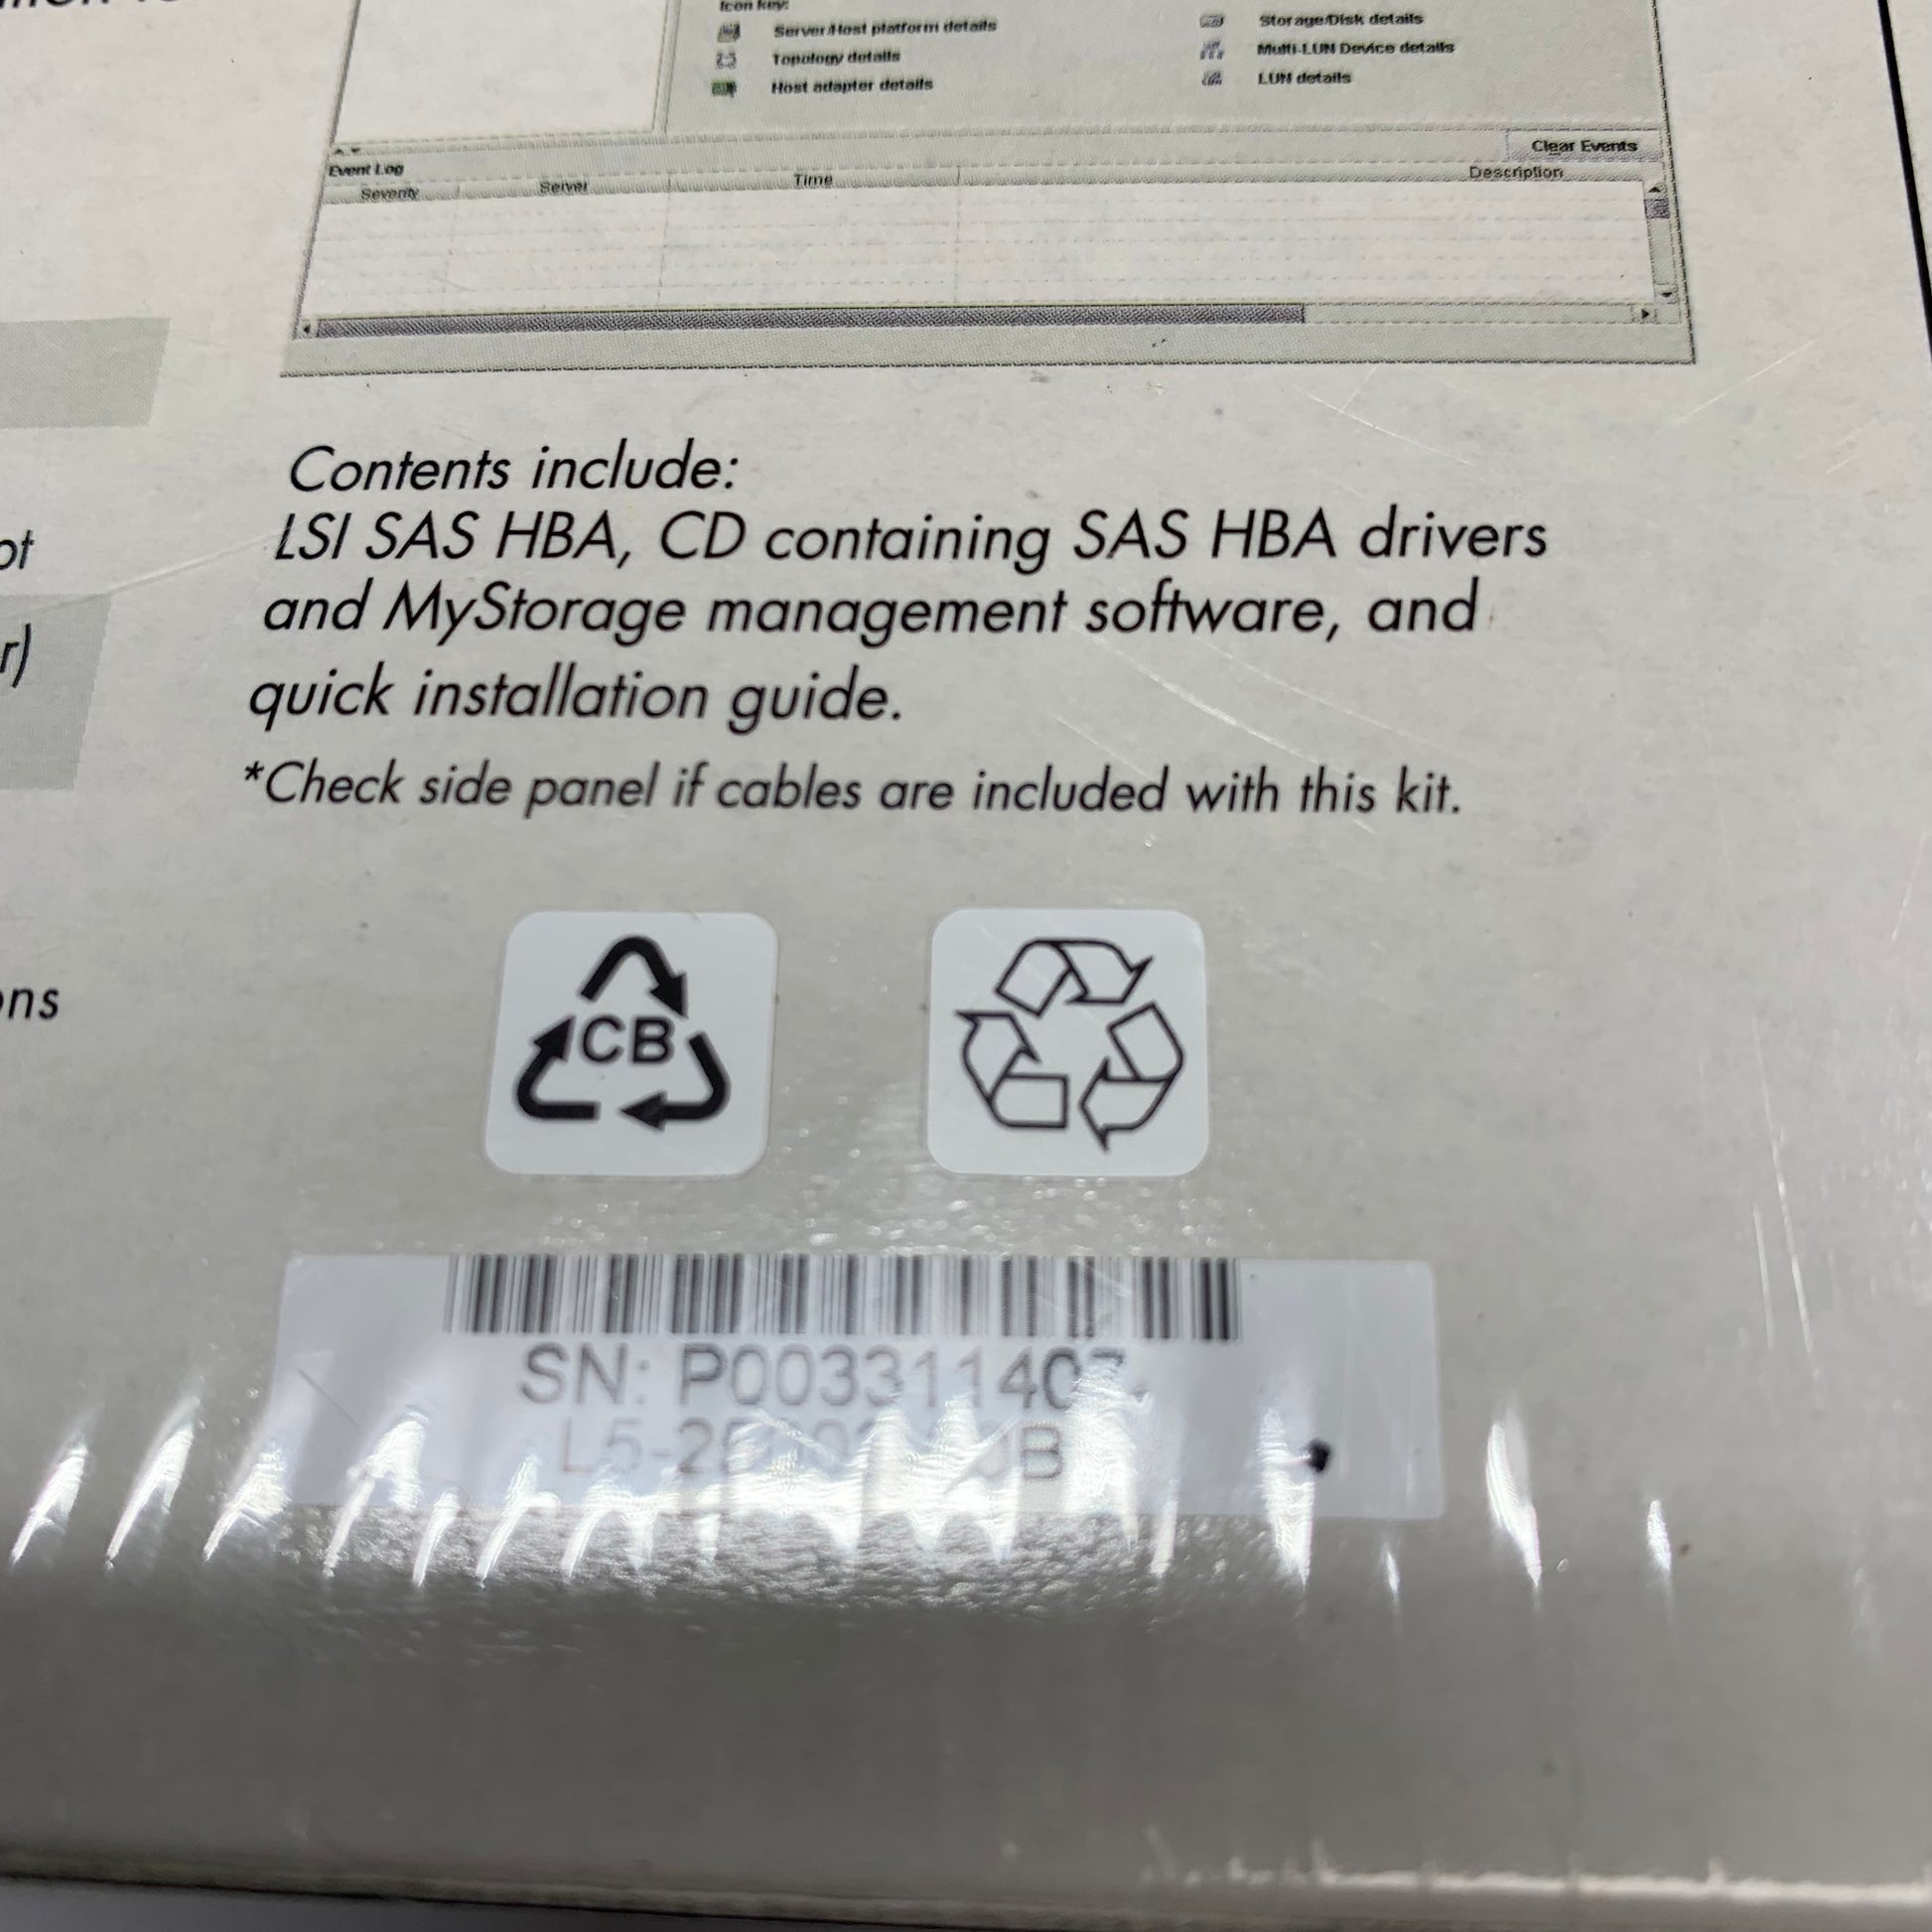 Icon key:
Server/Host platform details
Storage/Disk details
Topology details
Multi-LUN Device details
Host adapter details
LUN details
Clear Events
Event Log
Severity
Server
Time
Description
Contents include:
LSI SAS HBA, CD containing SAS HBA drivers
and MyStorage management software, and
quick installation guide.
*Check side panel if cables are included with this kit.
CB
SN: